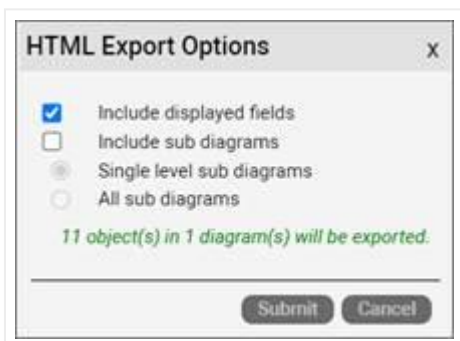 HTML Export Options x
Include displayed fields
Include sub diagrams
Single level sub diagrams
All sub diagrams
11 object(s) in 1 diagram(s) will be exported.
Submit Cancel